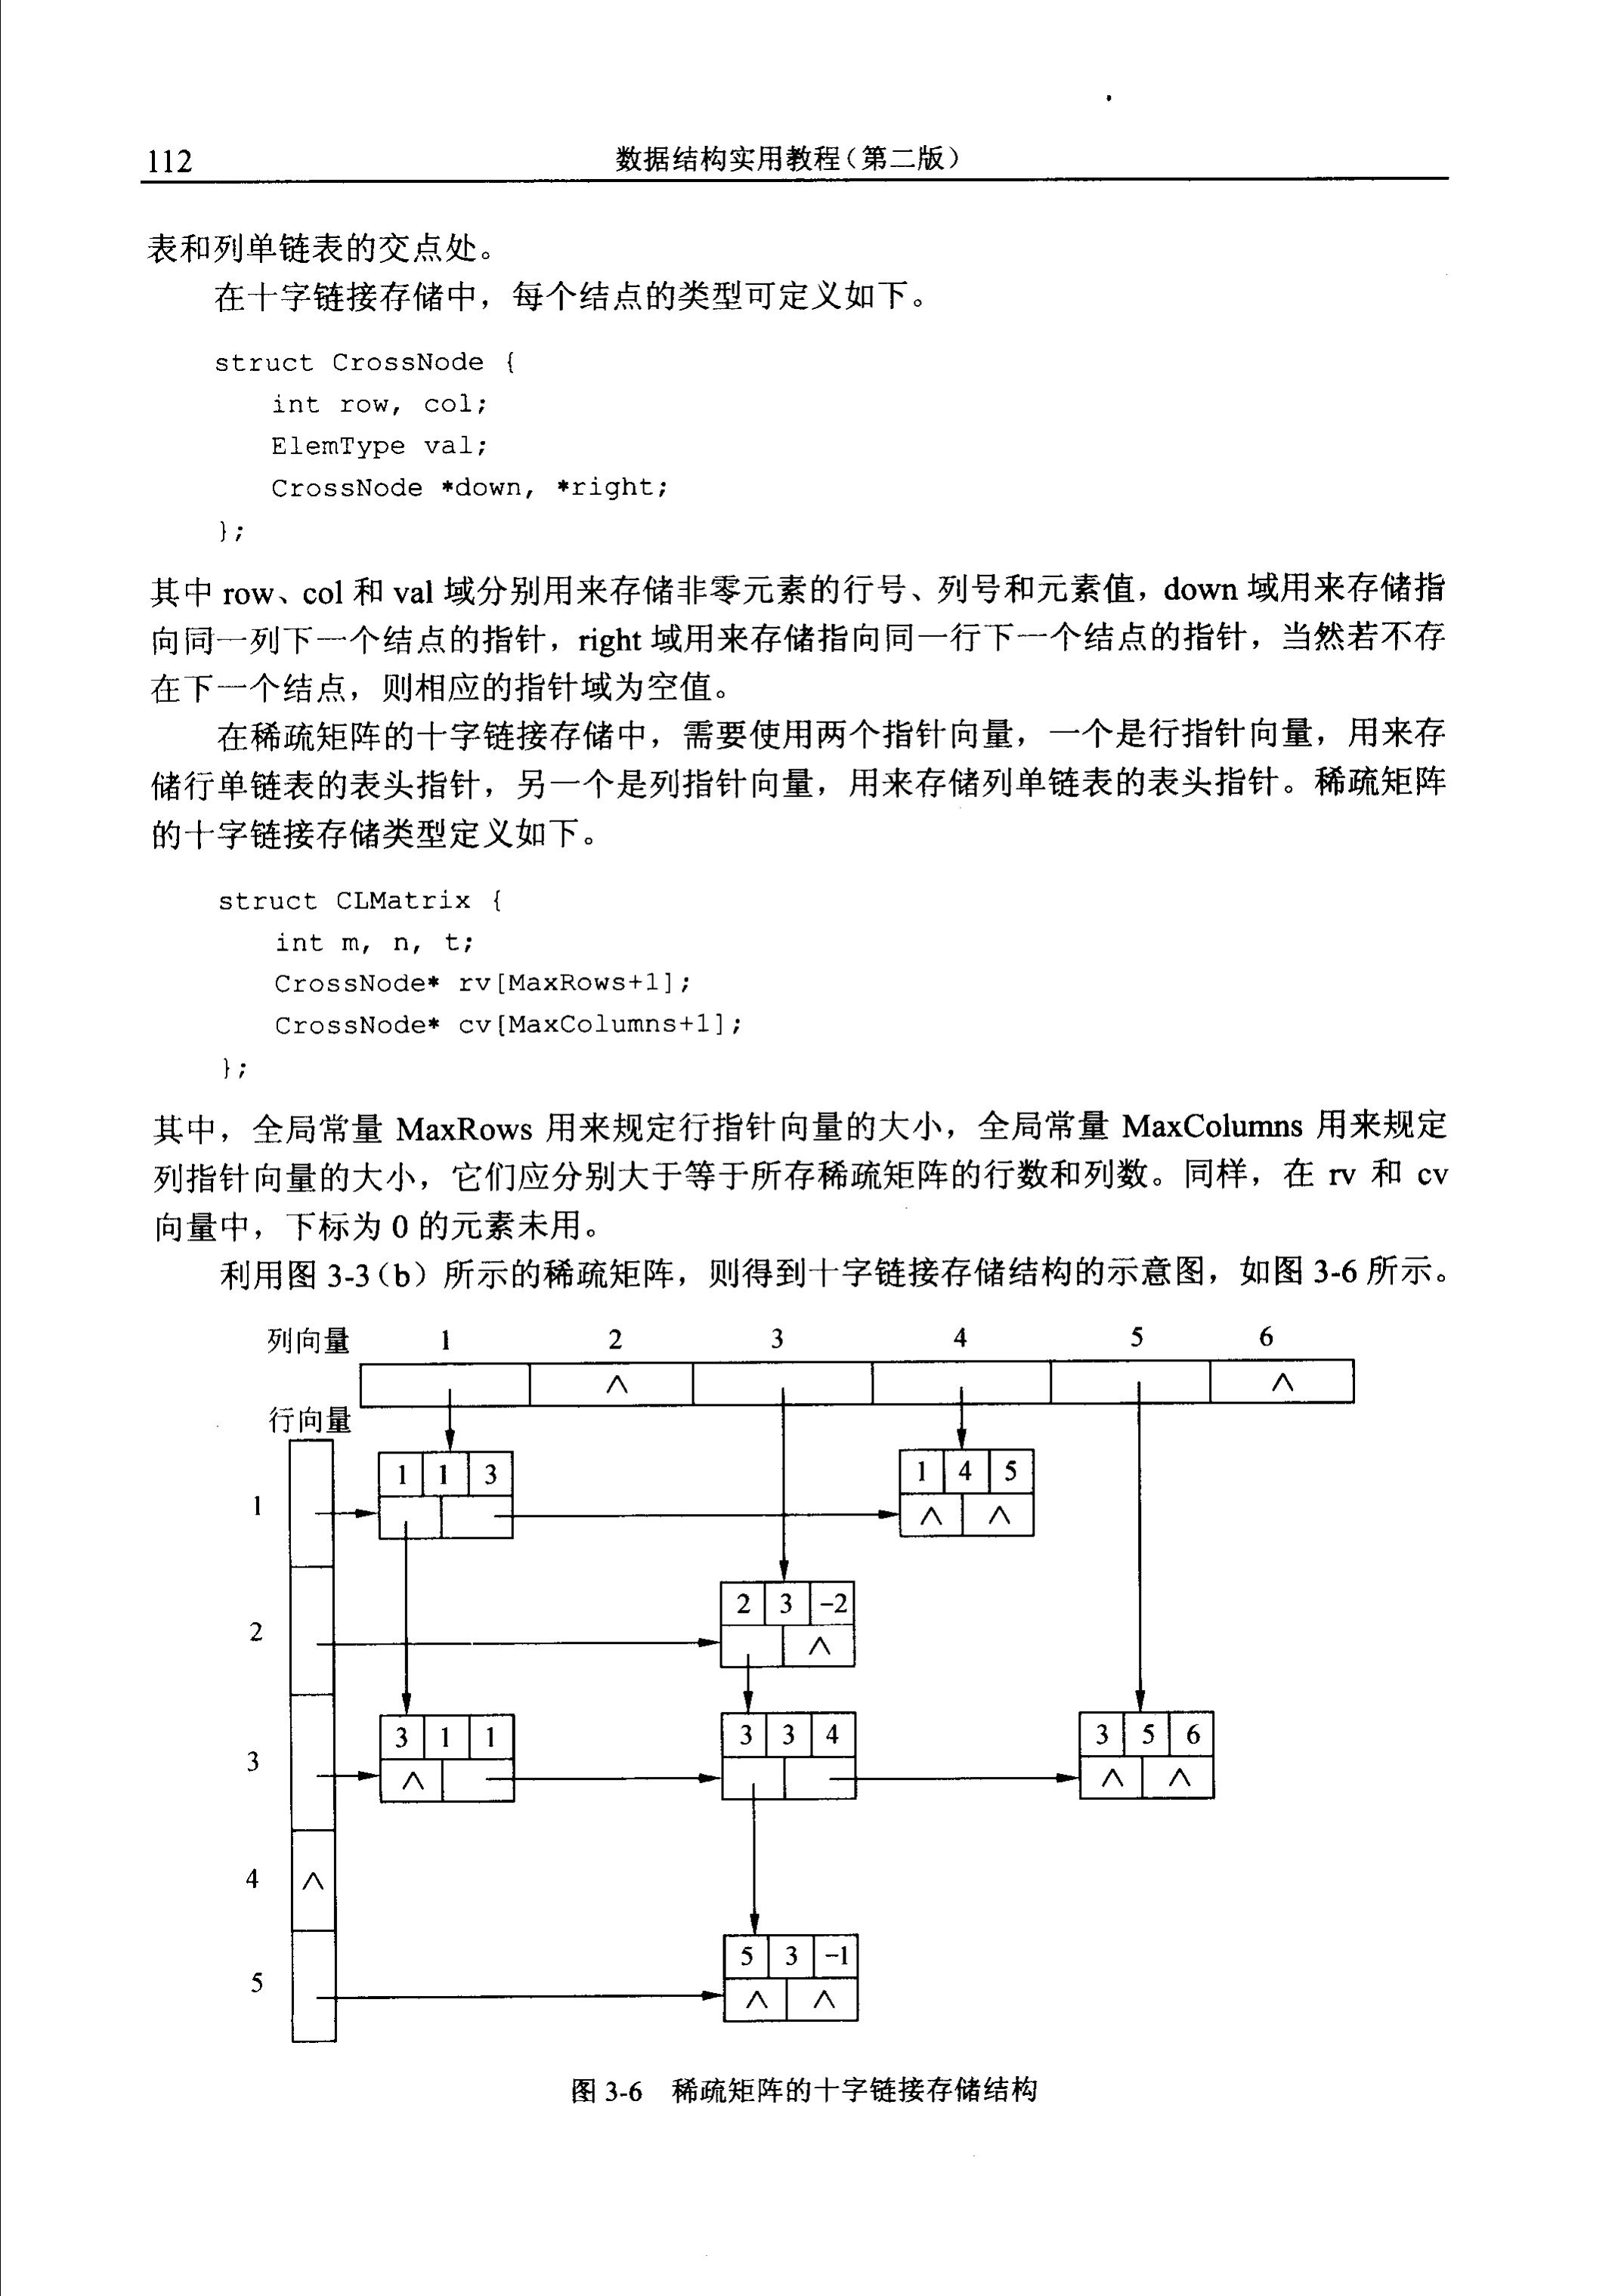 112 数据结构实用教程（第二版）
表和列单链表的交点处。
在十字链接存储中，每个结点的类型可定义如下。
struct CrossNode {
int row, col;
ElemType val;
CrossNode *down, *right;
};
其中 row、col 和 val 域分别用来存储非零元素的行号、列号和元素值，down 域用来存储指
向同一列下一个结点的指针，right 域用来存储指向同一行下一个结点的指针，当然若不存
在下一个结点，则相应的指针域为空值。
在稀疏矩阵的十字链接存储中，需要使用两个指针向量，一个是行指针向量，用来存
储行单链表的表头指针，另一个是列指针向量，用来存储列单链表的表头指针。稀疏矩阵
的十字链接存储类型定义如下。
struct CLMatrix {
int m, n, t;
CrossNode* rv[MaxRows+1];
CrossNode* cv[MaxColumns+1];
};
其中，全局常量 MaxRows 用来规定行指针向量的大小，全局常量 MaxColumns 用来规定
列指针向量的大小，它们应分别大于等于所存稀疏矩阵的行数和列数。同样，在 rv 和 cv
向量中，下标为 0 的元素未用。
利用图 3-3（b）所示的稀疏矩阵，则得到十字链接存储结构的示意图，如图 3-6 所示。
列向量 1 2 3 4 5 6
∧ ∧
行向量
1 1 3 1 4 5
1 ∧ ∧
2 3 -2
2 ∧
3 1 1 3 3 4 3 5 6
3 ∧ ∧ ∧
4 ∧
5 3 -1
5 ∧ ∧
图 3-6 稀疏矩阵的十字链接存储结构